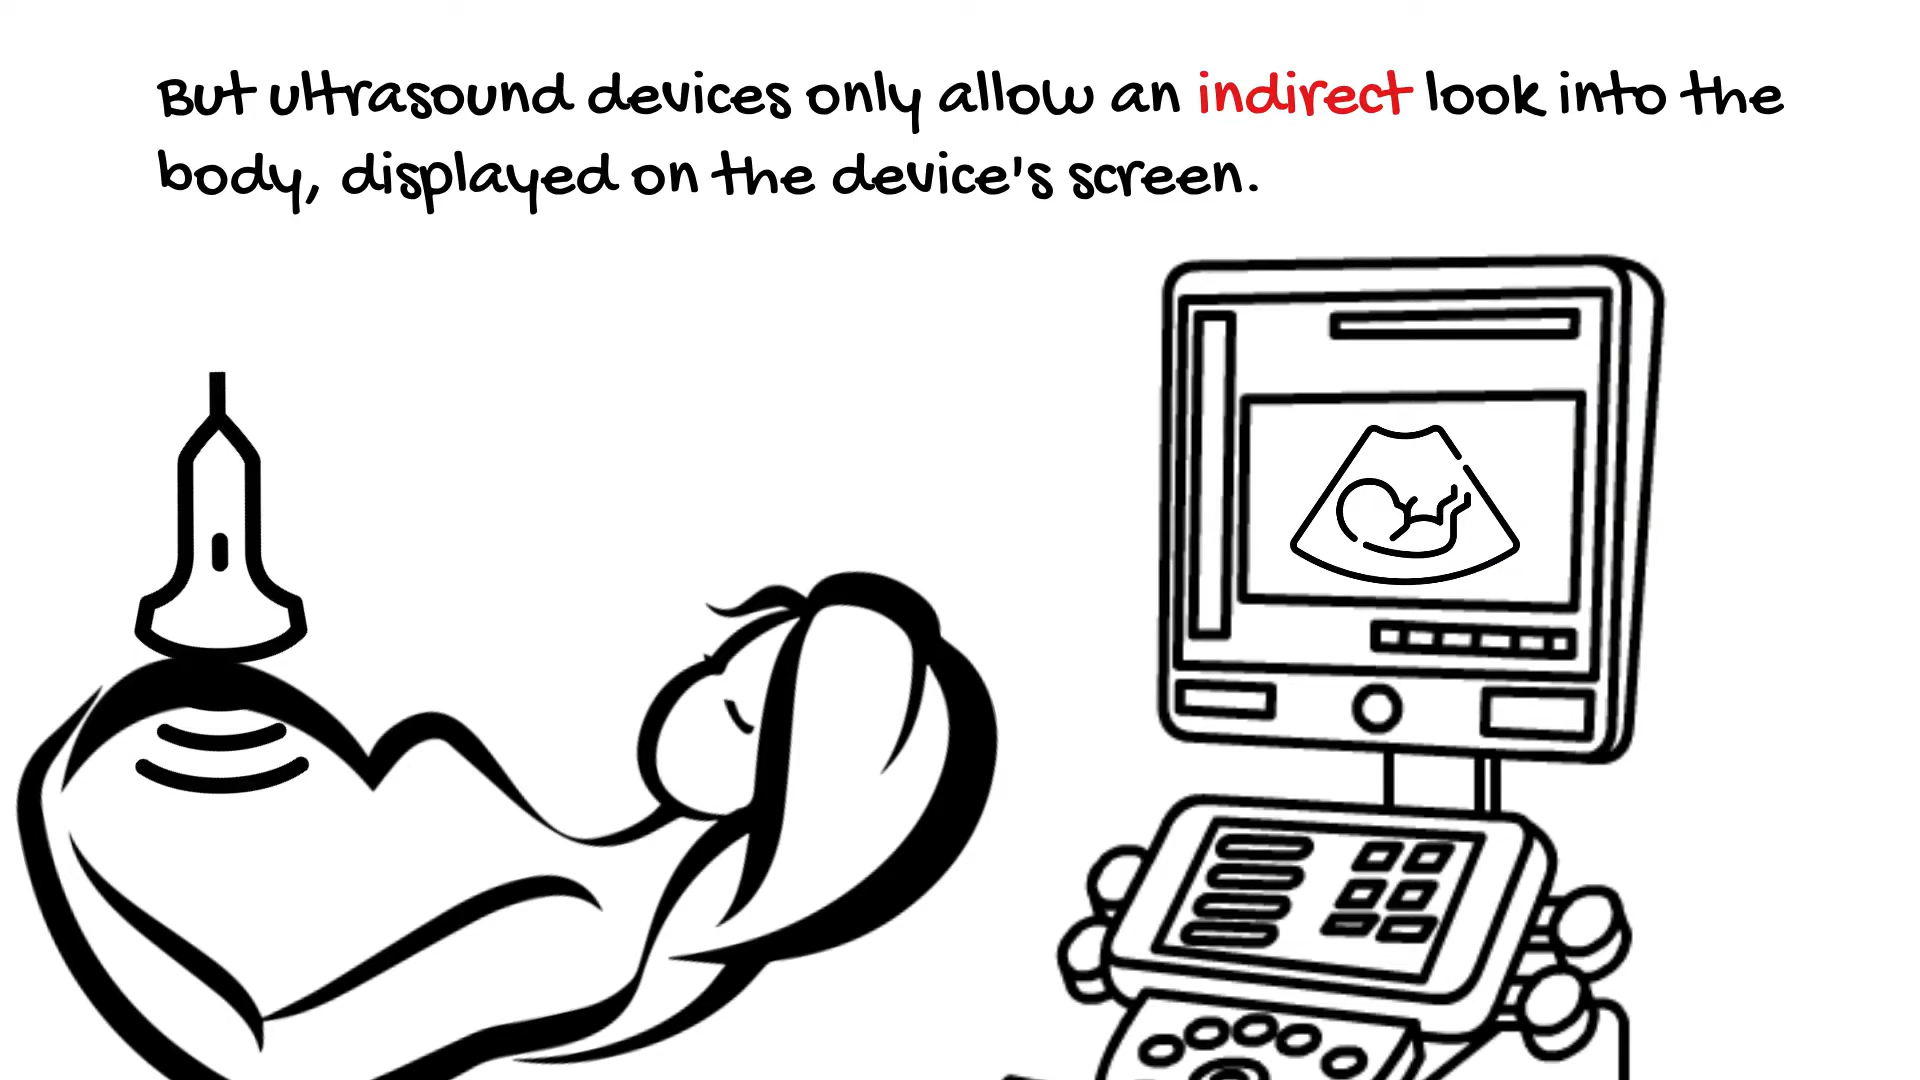 But ultrasound devices only allow an indirect look into the
body, displayed on the device's screen.